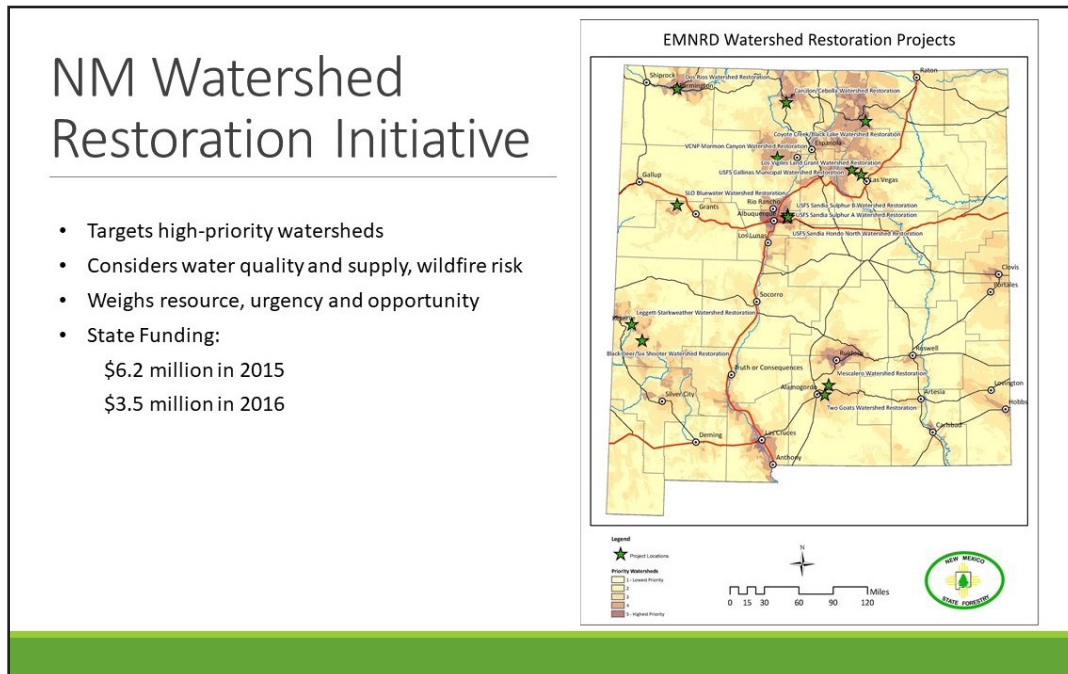 NM Watershed
Restoration Initiative
• Targets high-priority watersheds
• Considers water quality and supply, wildfire risk
• Weighs resource, urgency and opportunity
• State Funding:
$6.2 million in 2015
$3.5 million in 2016
EMNRD Watershed Restoration Projects
Raton
Shiprock
Dos Rios Watershed Restoration
Farmington
Carrilon/Cebolla Watershed Restoration
Coyote Creek/Black Lake Watershed Restoration
VCNP Mormon Canyon Watershed Restoration
Espanola
Los Vigiles Land Grant Watershed Restoration
USFS Gallinas Municipal Watershed Restoration
Las Vegas
Gallup
SLO Bluewater Watershed Restoration
Grants
Rio Rancho
USFS Sandia Sulphur B Watershed Restoration
Albuquerque
USFS Sandia Sulphur A Watershed Restoration
Los Lunas
USFS Sandia Hondo North Watershed Restoration
Clovis
Portales
Socorro
Leggett-Starkweather Watershed Restoration
Black Deer/Six Shooter Watershed Restoration
Roswell
Truth or Consequences
Mescalero Watershed Restoration
Alamogordo
Silver City
Two Goats Watershed Restoration
Artesia
Lovington
Hobbs
Carlsbad
Deming
Las Cruces
Anthony
Legend
Project Locations
Priority Watersheds
1 - Lowest Priority
2
3
4
5 - Highest Priority
N
Miles
0 15 30 60 90 120
NEW MEXICO
STATE FORESTRY